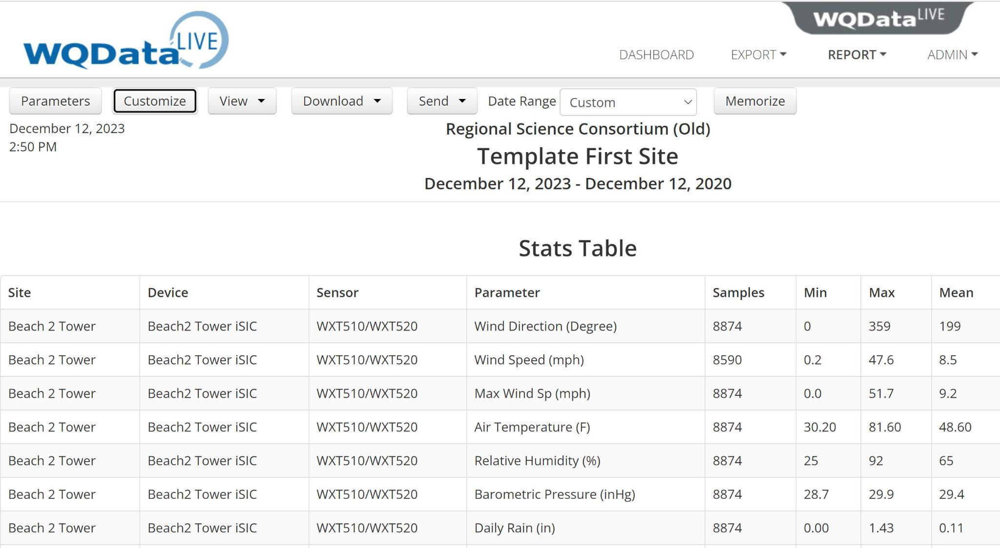 WQData LIVE
WQData LIVE
DASHBOARD EXPORT REPORT ADMIN
Parameters Customize View Download Send Date Range Custom Memorize
December 12, 2023
2:50 PM
Regional Science Consortium (Old)
Template First Site
December 12, 2023 - December 12, 2020
Stats Table
Site Device Sensor Parameter Samples Min Max Mean
Beach 2 Tower Beach2 Tower iSIC WXT510/WXT520 Wind Direction (Degree) 8874 0 359 199
Beach 2 Tower Beach2 Tower iSIC WXT510/WXT520 Wind Speed (mph) 8590 0.2 47.6 8.5
Beach 2 Tower Beach2 Tower iSIC WXT510/WXT520 Max Wind Sp (mph) 8874 0.0 51.7 9.2
Beach 2 Tower Beach2 Tower iSIC WXT510/WXT520 Air Temperature (F) 8874 30.20 81.60 48.60
Beach 2 Tower Beach2 Tower iSIC WXT510/WXT520 Relative Humidity (%) 8874 25 92 65
Beach 2 Tower Beach2 Tower iSIC WXT510/WXT520 Barometric Pressure (inHg) 8874 28.7 29.9 29.4
Beach 2 Tower Beach2 Tower iSIC WXT510/WXT520 Daily Rain (in) 8874 0.00 1.43 0.11